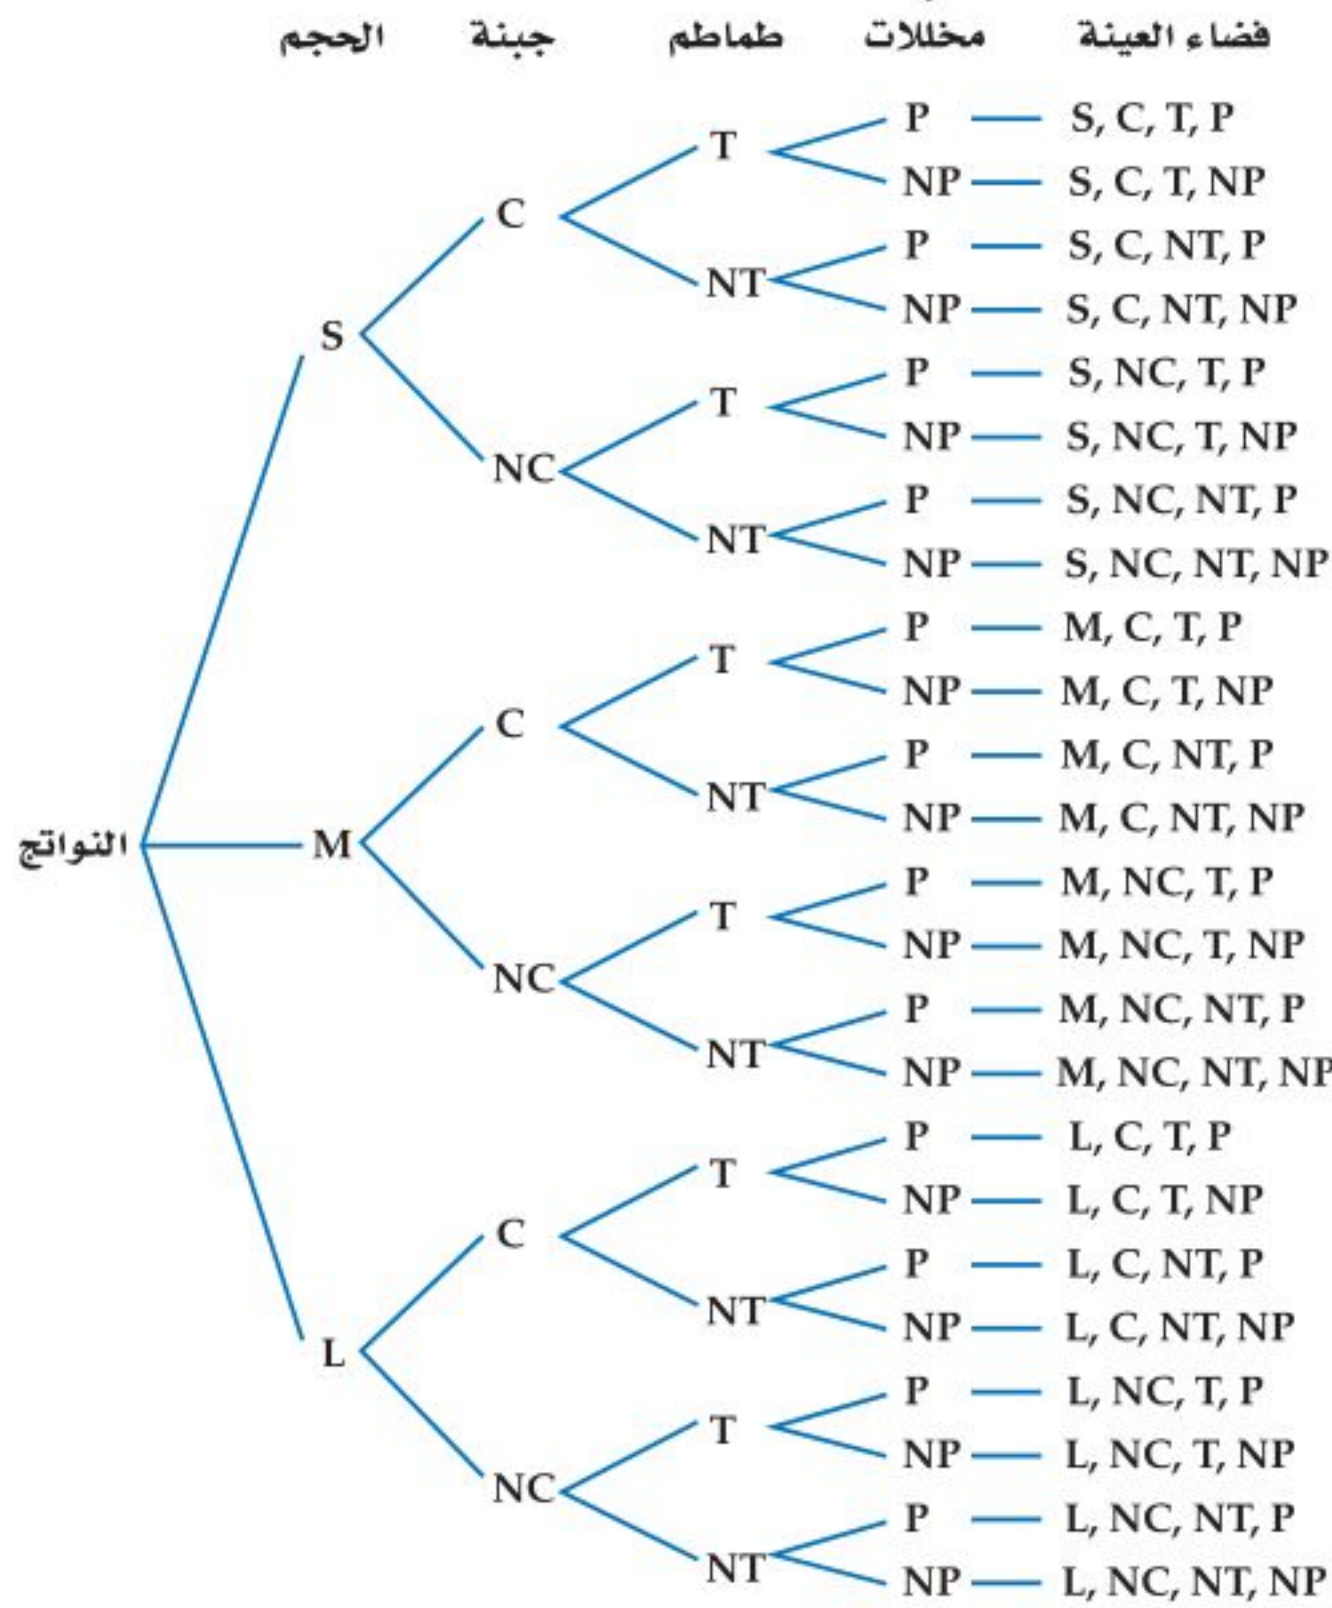 الحجم جبنة طماطم مخللات فضاء العينة
P S, C, T, P
T
NP S, C, T, NP
C
P S, C, NT, P
NT
NP S, C, NT, NP
S
P S, NC, T, P
T
NP S, NC, T, NP
NC
P S, NC, NT, P
NT
NP S, NC, NT, NP
P M, C, T, P
T
NP M, C, T, NP
C
P M, C, NT, P
NT
NP M, C, NT, NP
النواتج M
P M, NC, T, P
T
NP M, NC, T, NP
NC
P M, NC, NT, P
NT
NP M, NC, NT, NP
P L, C, T, P
T
NP L, C, T, NP
C
P L, C, NT, P
NT
NP L, C, NT, NP
L
P L, NC, T, P
T
NP L, NC, T, NP
NC
P L, NC, NT, P
NT
NP L, NC, NT, NP